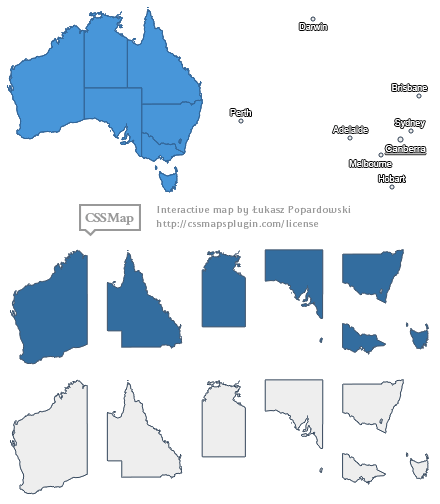 Darwin
Brisbane
Perth
Sydney
Adelaide
Canberra
Melbourne
Hobart
CSSMap
Interactive map by Łukasz Popardowski
http://cssmapsplugin.com/license